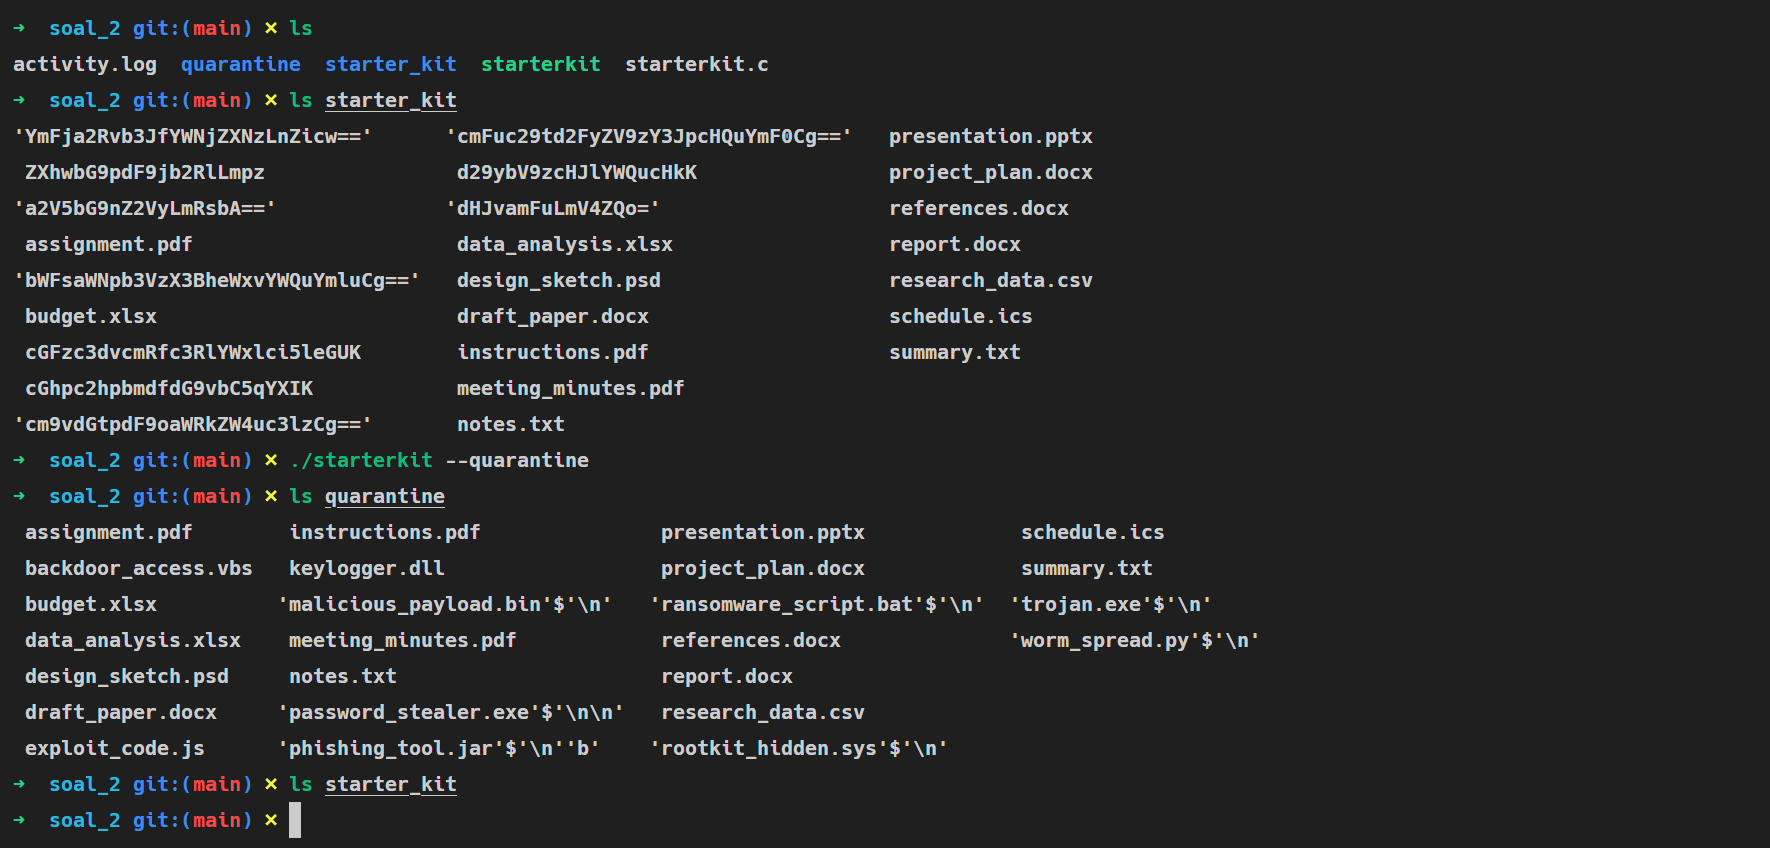 ➜  soal_2 git:(main) ✗ ls
activity.log  quarantine  starter_kit  starterkit  starterkit.c
➜  soal_2 git:(main) ✗ ls starter_kit
'YmFja2Rvb3JfYWNjZXNzLnZicw=='      'cmFuc29td2FyZV9zY3JpcHQuYmF0Cg=='   presentation.pptx
 ZXhwbG9pdF9jb2RlLmpz                d29ybV9zcHJlYWQucHkK                project_plan.docx
'a2V5bG9nZ2VyLmRsbA=='              'dHJvamFuLmV4ZQo='                   references.docx
 assignment.pdf                      data_analysis.xlsx                  report.docx
'bWFsaWNpb3VzX3BheWxvYWQuYmluCg=='   design_sketch.psd                   research_data.csv
 budget.xlsx                         draft_paper.docx                    schedule.ics
 cGFzc3dvcmRfc3RlYWxlci5leGUK        instructions.pdf                    summary.txt
 cGhpc2hpbmdfdG9vbC5qYXIK            meeting_minutes.pdf
'cm9vdGtpdF9oaWRkZW4uc3lzCg=='       notes.txt
➜  soal_2 git:(main) ✗ ./starterkit --quarantine
➜  soal_2 git:(main) ✗ ls quarantine
 assignment.pdf        instructions.pdf               presentation.pptx             schedule.ics
 backdoor_access.vbs   keylogger.dll                  project_plan.docx             summary.txt
 budget.xlsx          'malicious_payload.bin'$'\n'   'ransomware_script.bat'$'\n'  'trojan.exe'$'\n'
 data_analysis.xlsx    meeting_minutes.pdf            references.docx              'worm_spread.py'$'\n'
 design_sketch.psd     notes.txt                      report.docx
 draft_paper.docx     'password_stealer.exe'$'\n\n'   research_data.csv
 exploit_code.js      'phishing_tool.jar'$'\n''b'    'rootkit_hidden.sys'$'\n'
➜  soal_2 git:(main) ✗ ls starter_kit
➜  soal_2 git:(main) ✗